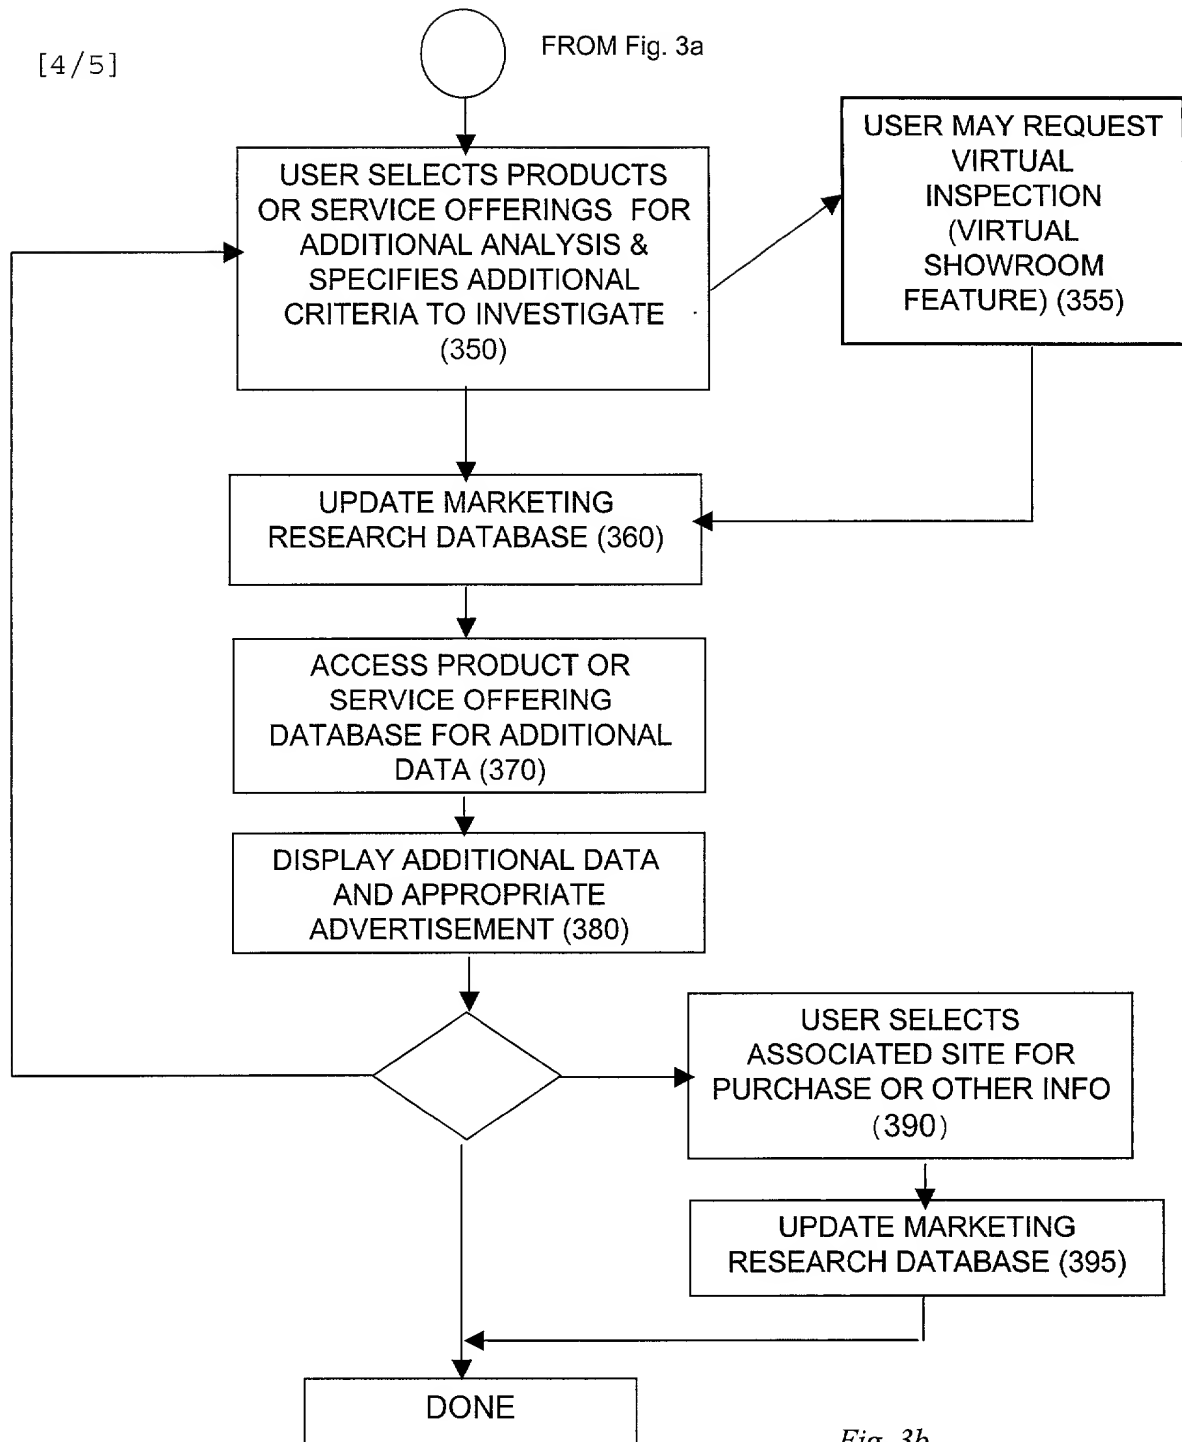 [4/5]
FROM Fig. 3a
USER SELECTS PRODUCTS
OR SERVICE OFFERINGS FOR
ADDITIONAL ANALYSIS &
SPECIFIES ADDITIONAL
CRITERIA TO INVESTIGATE
(350)
USER MAY REQUEST
VIRTUAL
INSPECTION
(VIRTUAL
SHOWROOM
FEATURE) (355)
UPDATE MARKETING
RESEARCH DATABASE (360)
ACCESS PRODUCT OR
SERVICE OFFERING
DATABASE FOR ADDITIONAL
DATA (370)
DISPLAY ADDITIONAL DATA
AND APPROPRIATE
ADVERTISEMENT (380)
USER SELECTS
ASSOCIATED SITE FOR
PURCHASE OR OTHER INFO
(390)
UPDATE MARKETING
RESEARCH DATABASE (395)
DONE
Fig. 3b